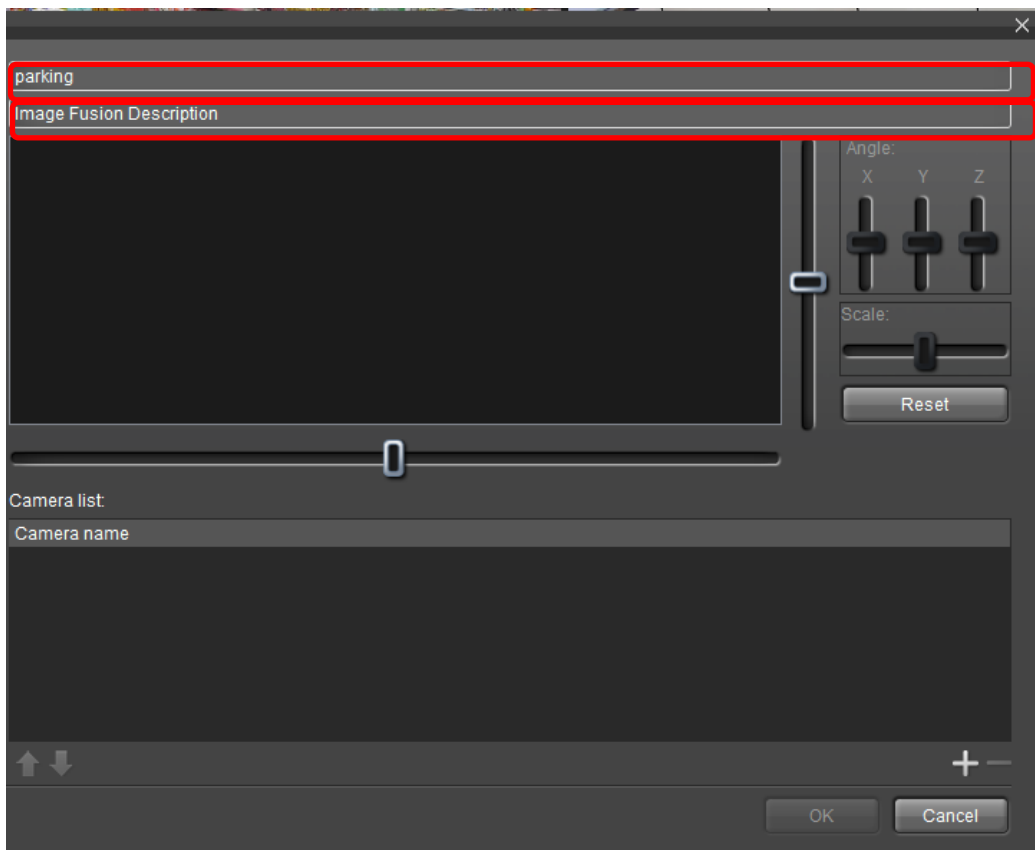 parking
Image Fusion Description
Angle:
X Y Z
Scale:
Reset
Camera list:
Camera name
OK Cancel